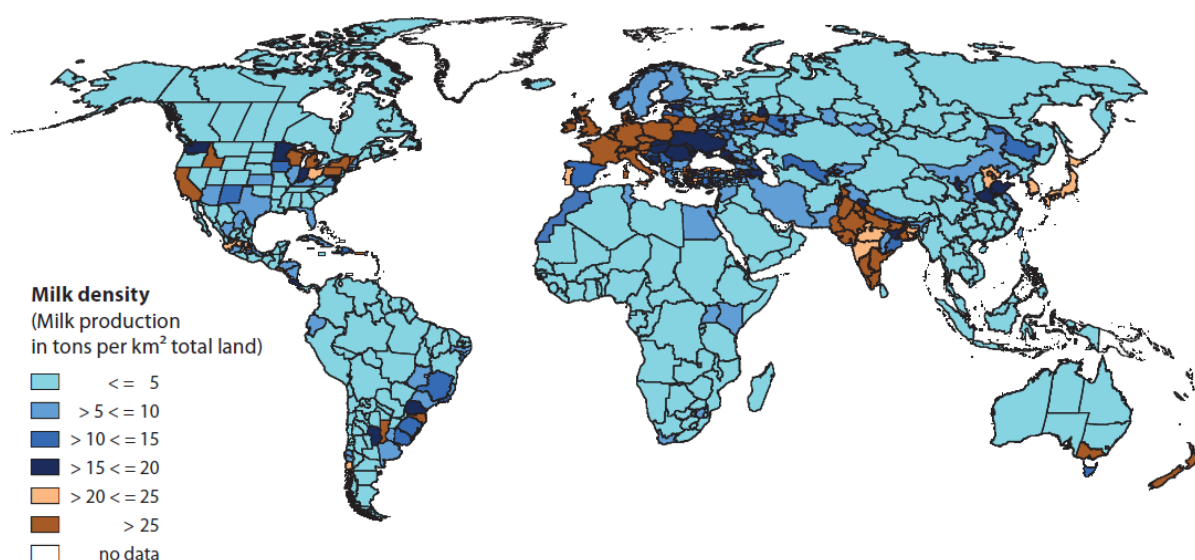 Milk density
(Milk production
in tons per km² total land)
<= 5
> 5 <= 10
> 10 <= 15
> 15 <= 20
> 20 <= 25
> 25
no data